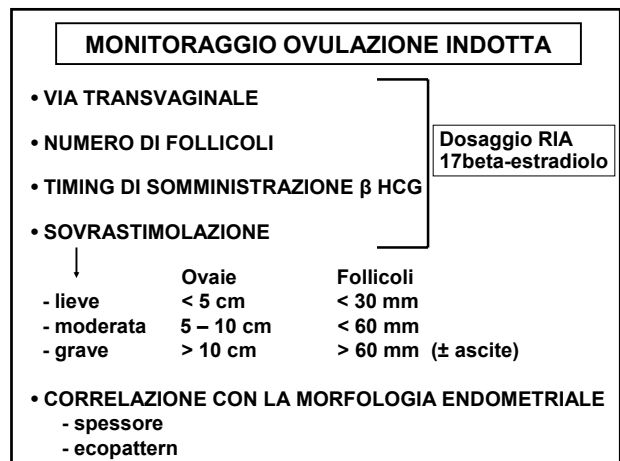 MONITORAGGIO OVULAZIONE INDOTTA
• VIA TRANSVAGINALE
• NUMERO DI FOLLICOLI
Dosaggio RIA
17beta-estradiolo
• TIMING DI SOMMINISTRAZIONE β HCG
• SOVRASTIMOLAZIONE
Ovaie Follicoli
- lieve < 5 cm < 30 mm
- moderata 5 – 10 cm < 60 mm
- grave > 10 cm > 60 mm (± ascite)
• CORRELAZIONE CON LA MORFOLOGIA ENDOMETRIALE
- spessore
- ecopattern